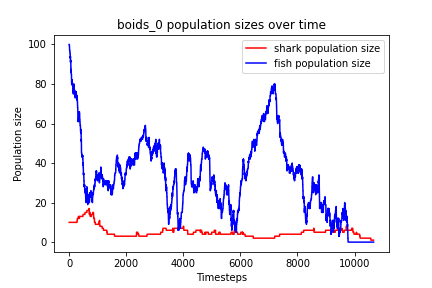 boids_0 population sizes over time
shark population size
fish population size
Population size
100
80
60
40
20
0
0
2000
4000
6000
8000
10000
Timesteps